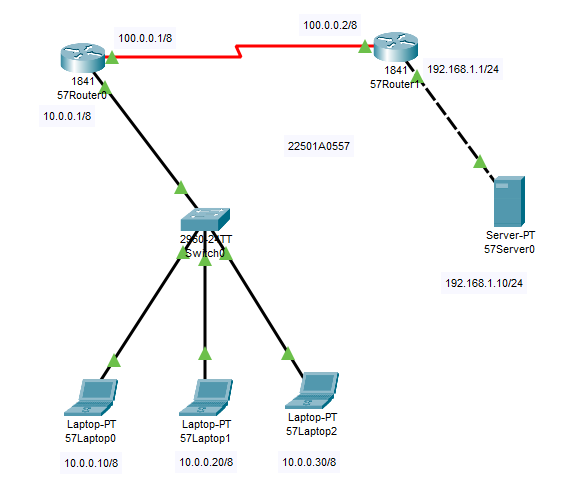 100.0.0.1/8
100.0.0.2/8
1841
57Router0
1841
57Router1
192.168.1.1/24
10.0.0.1/8
22501A0557
2950-24TT
Switch0
Server-PT
57Server0
192.168.1.10/24
Laptop-PT
57Laptop0
Laptop-PT
57Laptop1
Laptop-PT
57Laptop2
10.0.0.10/8
10.0.0.20/8
10.0.0.30/8